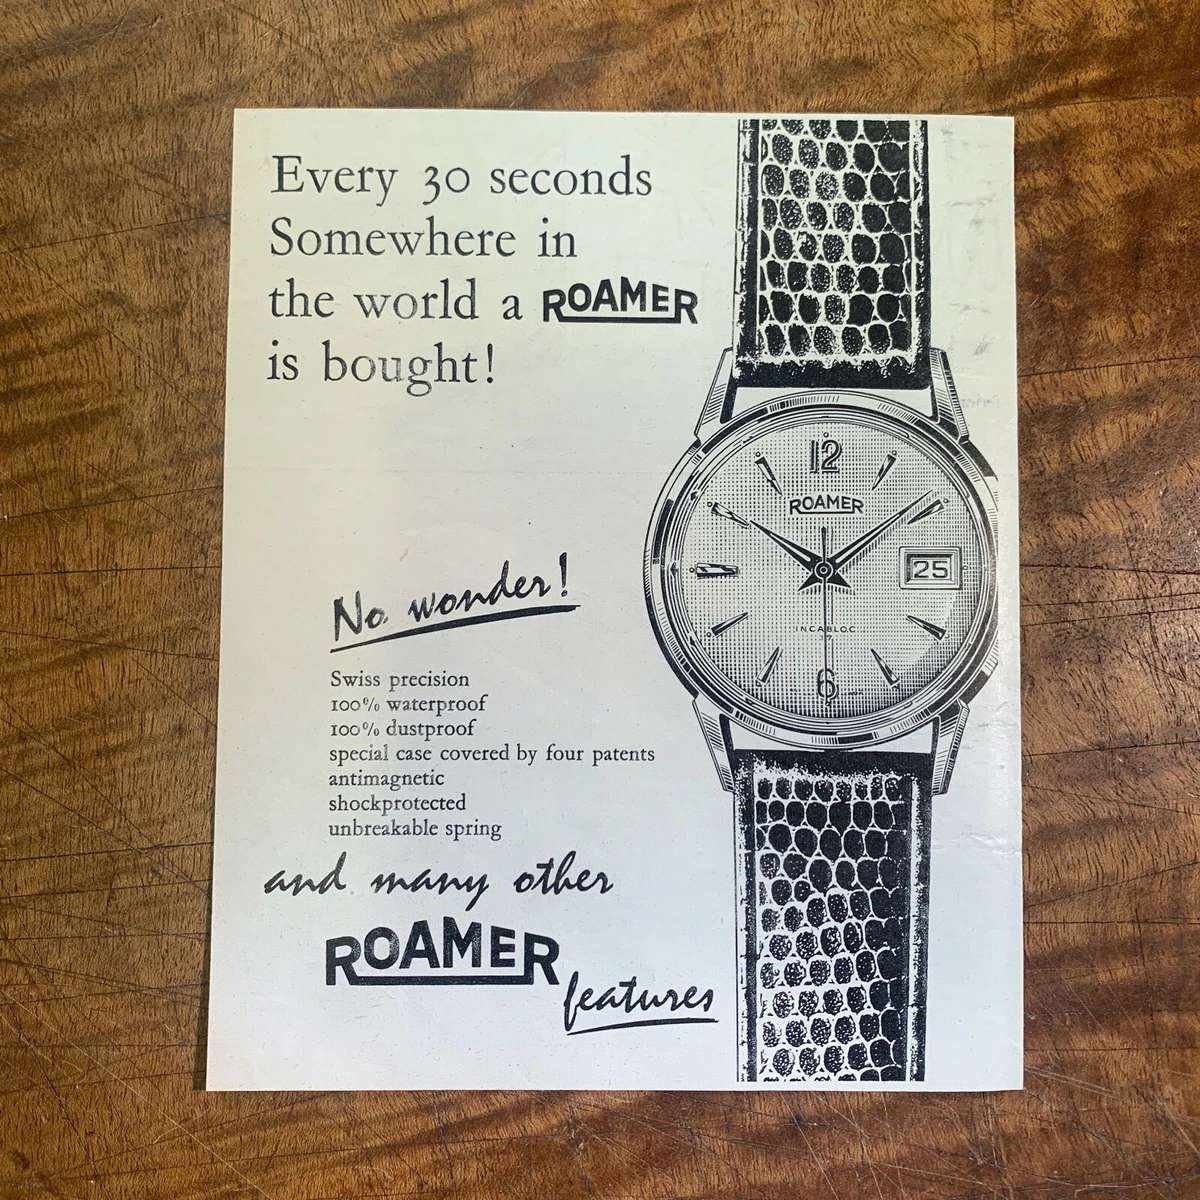 Every 30 seconds
Somewhere in
the world a ROAMER
is bought!
12
ROAMER
25
INCABLOC
6
No wonder!
Swiss precision
100% waterproof
100% dustproof
special case covered by four patents
antimagnetic
shockprotected
unbreakable spring
and many other
ROAMER
features